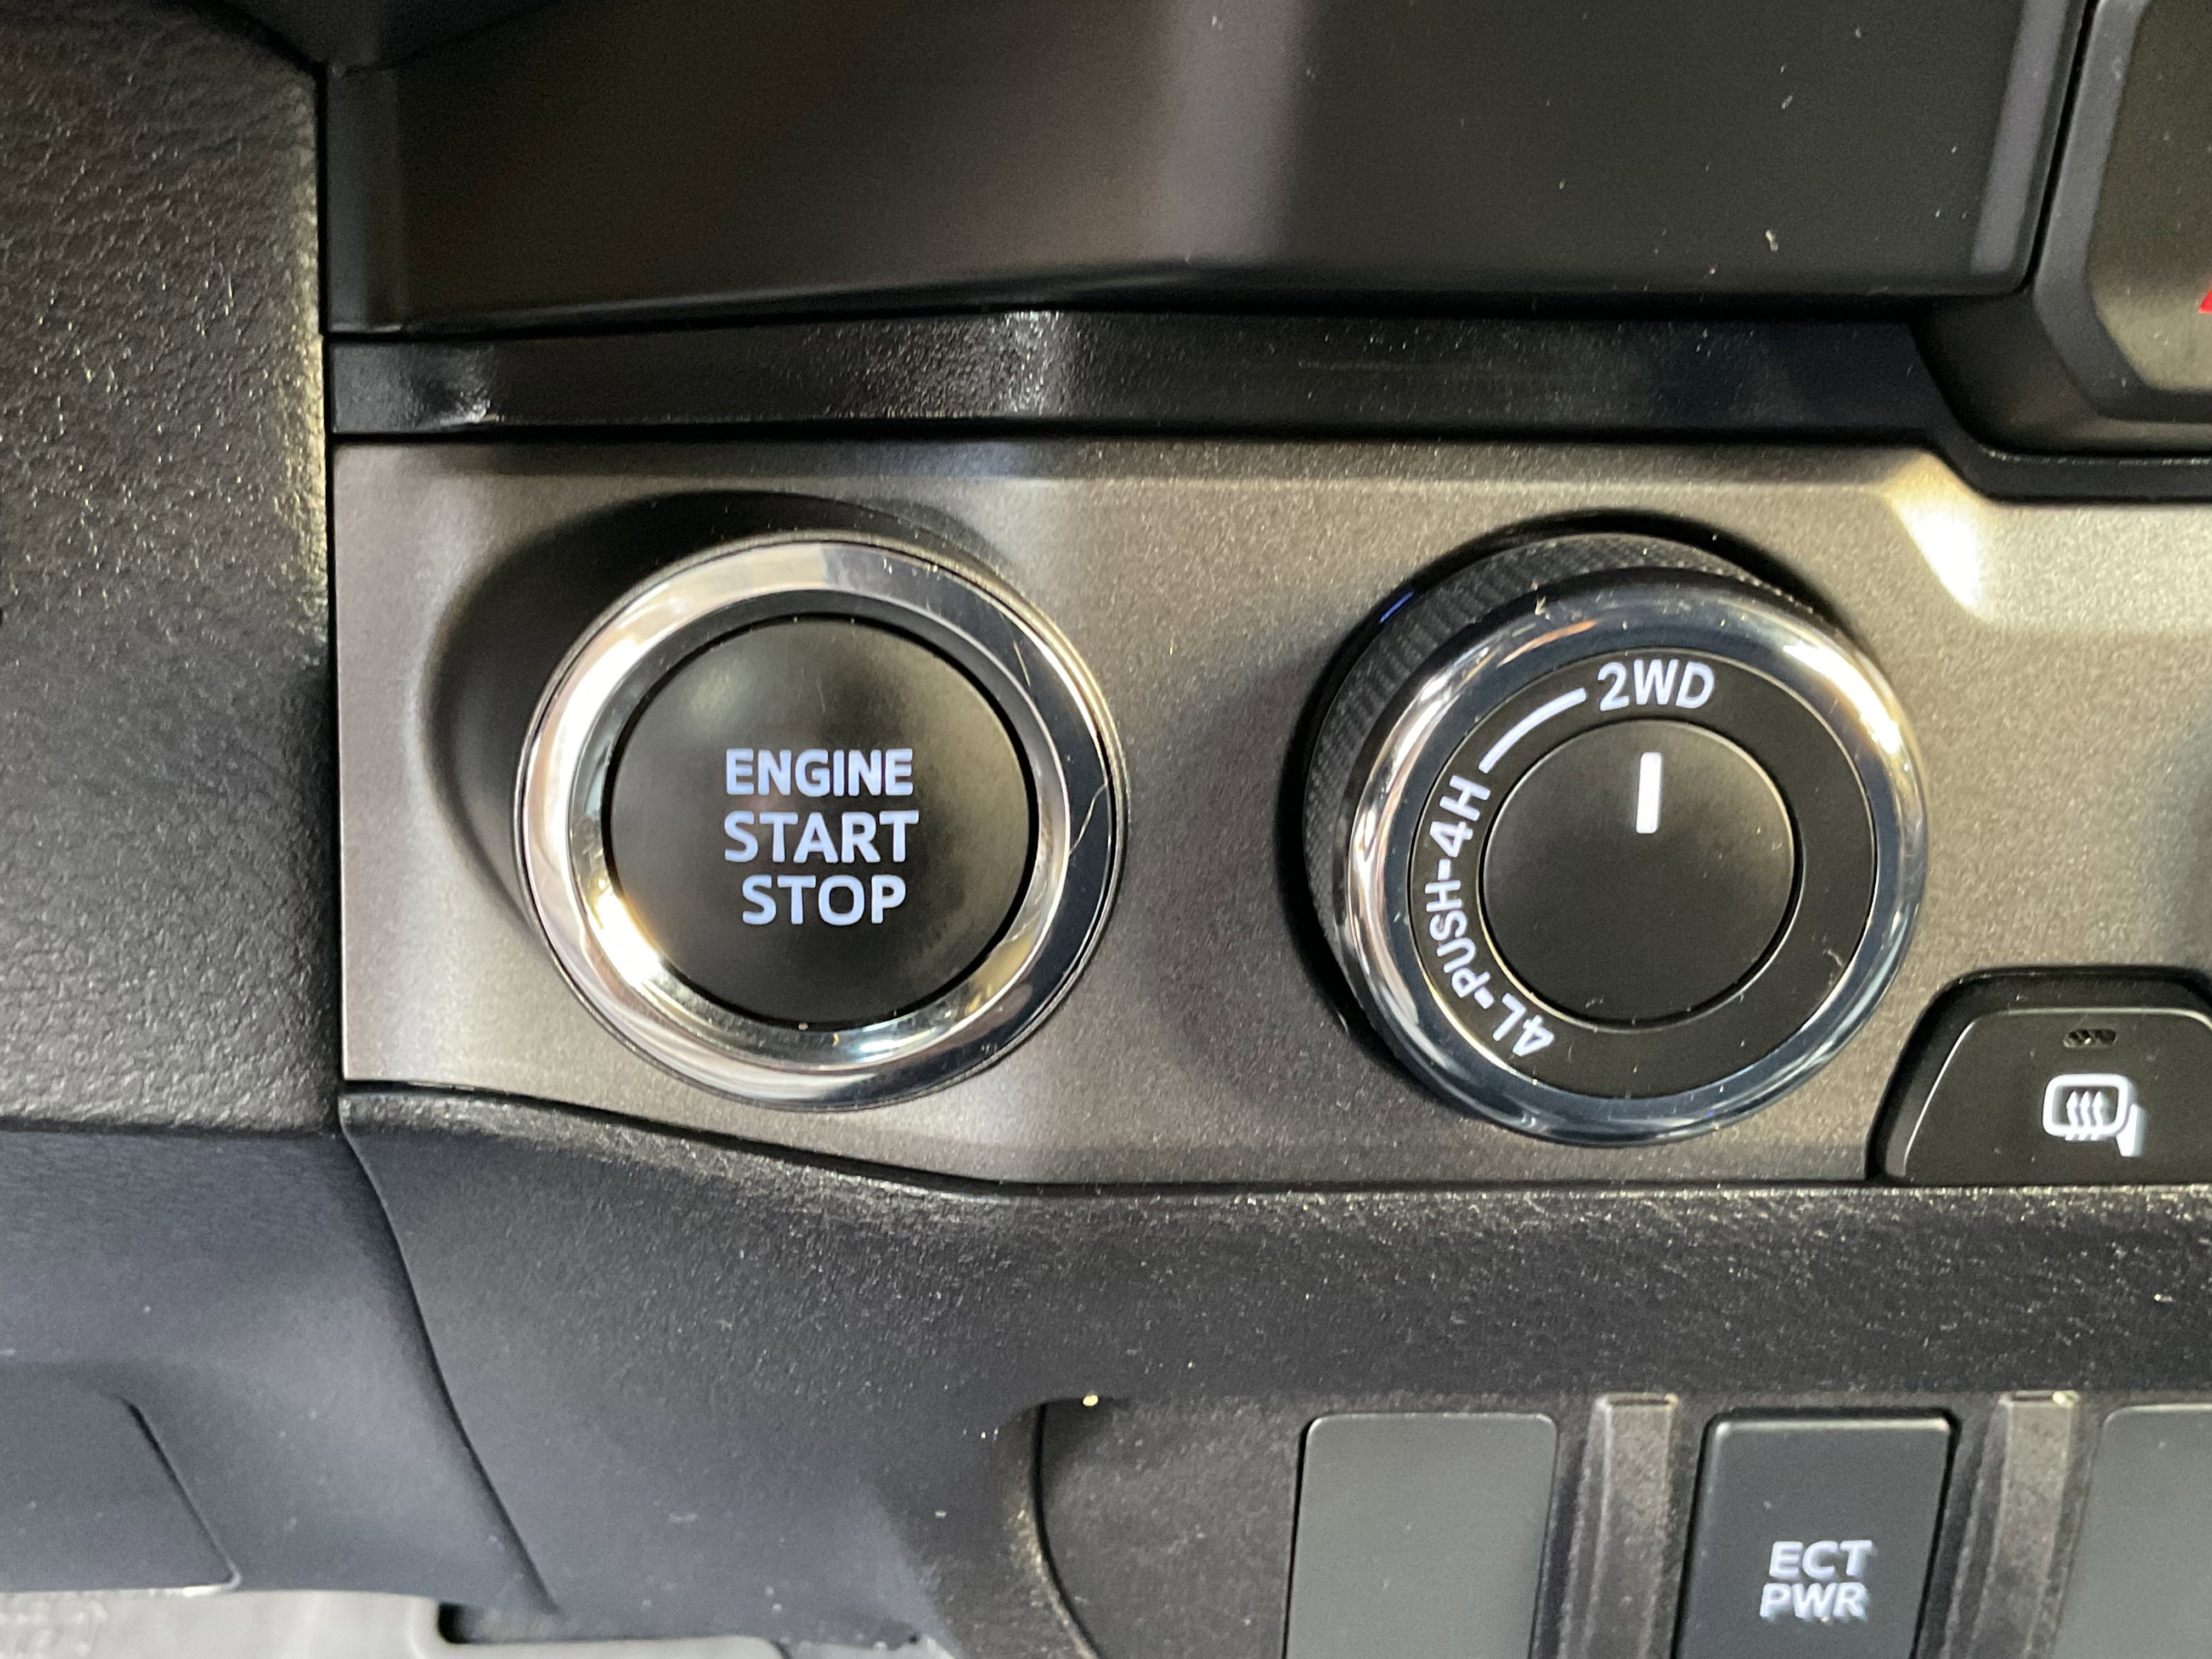 ENGINE
START
STOP
2WD
4L-PUSH-4H
ECT
PWR